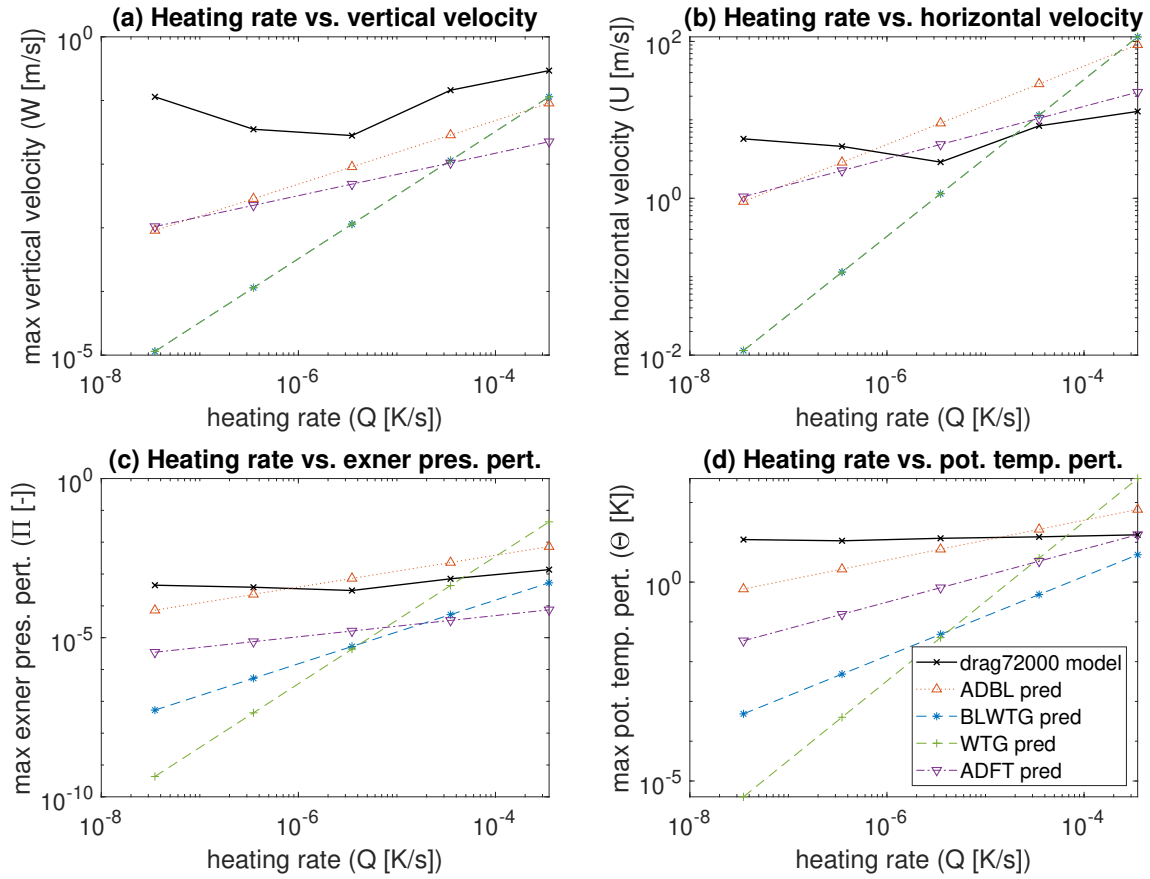 (a) Heating rate vs. vertical velocity
10^0
10^-5
max vertical velocity (W [m/s])
10^-8
10^-6
10^-4
heating rate (Q [K/s])
(b) Heating rate vs. horizontal velocity
10^2
10^0
10^-2
max horizontal velocity (U [m/s])
10^-8
10^-6
10^-4
heating rate (Q [K/s])
(c) Heating rate vs. exner pres. pert.
10^0
10^-5
10^-10
max exner pres. pert. (Π [-])
10^-8
10^-6
10^-4
heating rate (Q [K/s])
(d) Heating rate vs. pot. temp. pert.
10^0
10^-5
max pot. temp. pert. (Θ [K])
10^-8
10^-6
10^-4
heating rate (Q [K/s])
drag72000 model
ADBL pred
BLWTG pred
WTG pred
ADFT pred